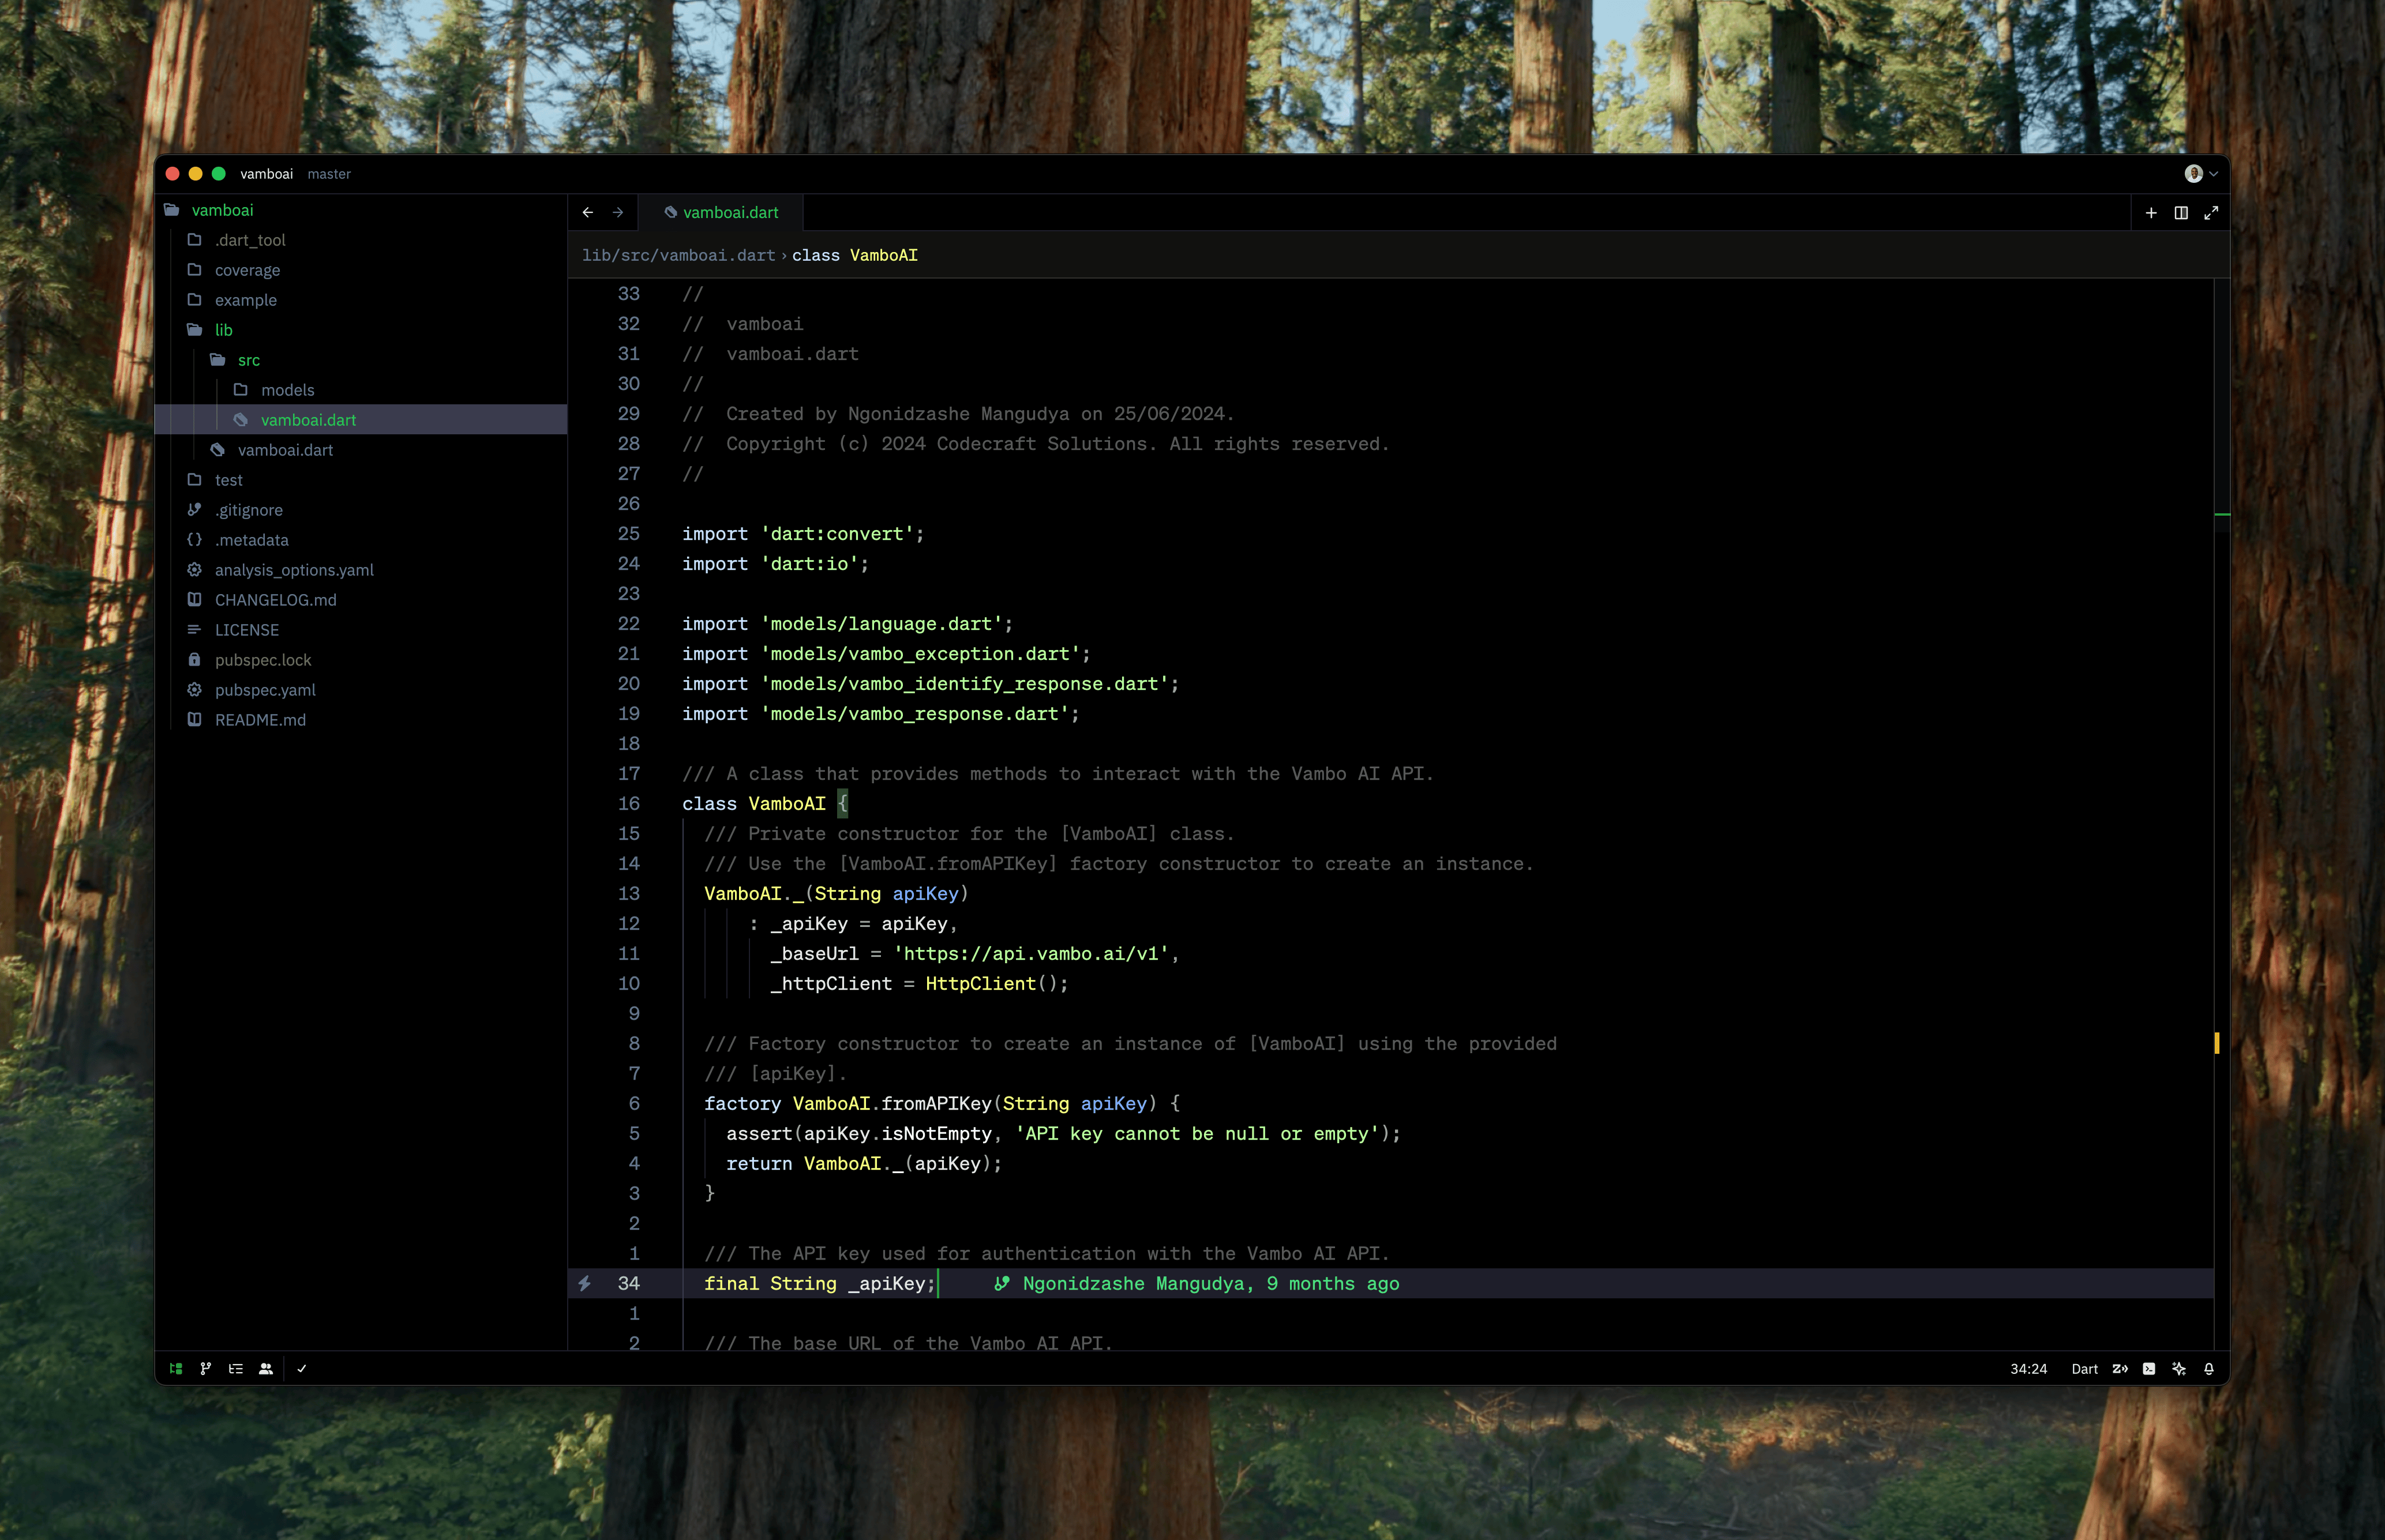 vamboai master
vamboai
.dart_tool
coverage
example
lib
src
models
vamboai.dart
vamboai.dart
test
.gitignore
.metadata
analysis_options.yaml
CHANGELOG.md
LICENSE
pubspec.lock
pubspec.yaml
README.md
vamboai.dart
lib/src/vamboai.dart › class VamboAI
33 //
32 //  vamboai
31 //  vamboai.dart
30 //
29 //  Created by Ngonidzashe Mangudya on 25/06/2024.
28 //  Copyright (c) 2024 Codecraft Solutions. All rights reserved.
27 //
26
25 import 'dart:convert';
24 import 'dart:io';
23
22 import 'models/language.dart';
21 import 'models/vambo_exception.dart';
20 import 'models/vambo_identify_response.dart';
19 import 'models/vambo_response.dart';
18
17 /// A class that provides methods to interact with the Vambo AI API.
16 class VamboAI {
15 /// Private constructor for the [VamboAI] class.
14 /// Use the [VamboAI.fromAPIKey] factory constructor to create an instance.
13 VamboAI._(String apiKey)
12 : _apiKey = apiKey,
11 _baseUrl = 'https://api.vambo.ai/v1',
10 _httpClient = HttpClient();
9
8 /// Factory constructor to create an instance of [VamboAI] using the provided
7 /// [apiKey].
6 factory VamboAI.fromAPIKey(String apiKey) {
5 assert(apiKey.isNotEmpty, 'API key cannot be null or empty');
4 return VamboAI._(apiKey);
3 }
2
1 /// The API key used for authentication with the Vambo AI API.
34 final String _apiKey; Ngonidzashe Mangudya, 9 months ago
1
2 /// The base URL of the Vambo AI API.
34:24 Dart